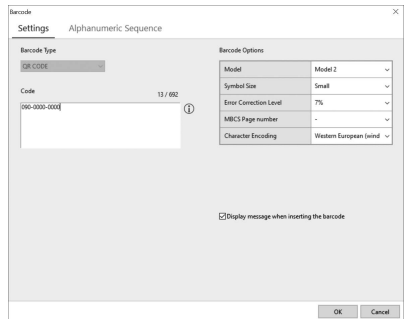 Barcode
Settings Alphanumeric Sequence
Barcode Type
QR CODE
Code 13 / 692
090-0000-0000
Barcode Options
Model Model 2
Symbol Size Small
Error Correction Level 7%
MBCS Page number -
Character Encoding Western European (wind
Display message when inserting the barcode
OK Cancel